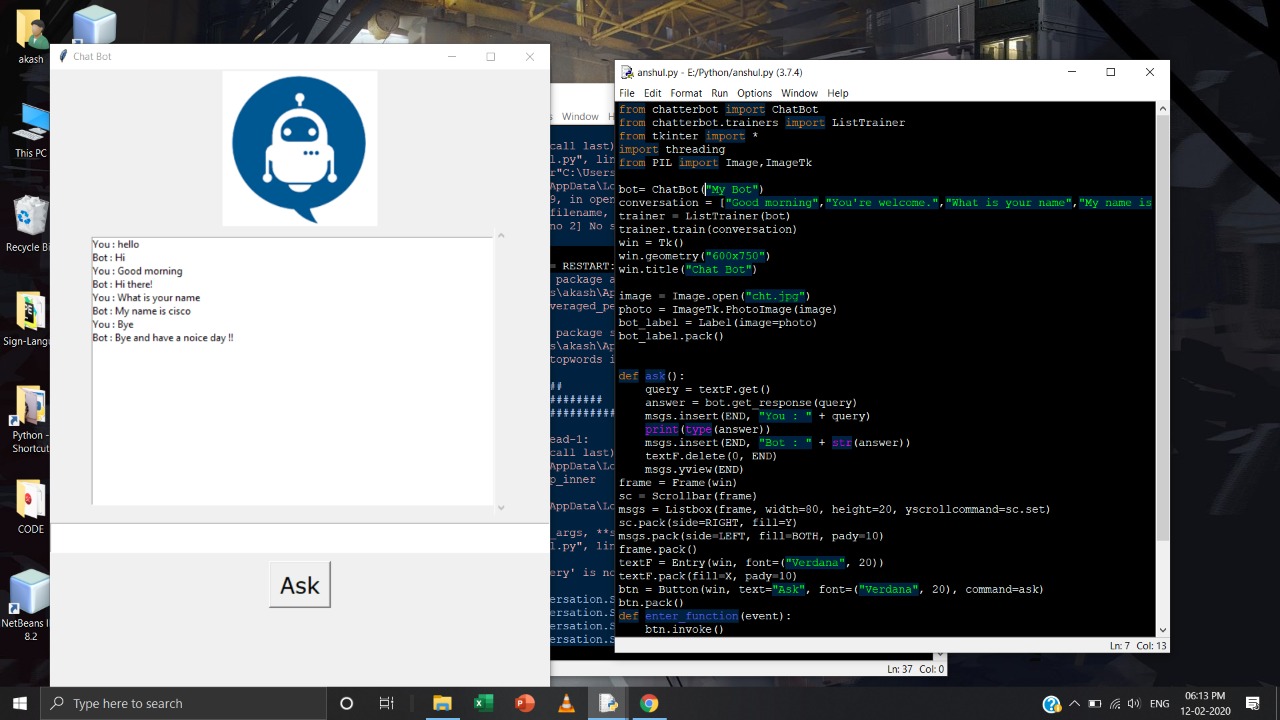 akash
This PC
Recycle Bi
Sign-Lang
Python -
Shortcut
CODE
NetBeans I
8.2
Chat Bot
You : hello
Bot : Hi
You : Good morning
Bot : Hi there!
You : What is your name
Bot : My name is cisco
You : Bye
Bot : Bye and have a noice day !!
Ask
s Window H
call last)
l.py", lin
r"C:\Users
AppData\Lo
9, in open
filename,
no 2] No s
= RESTART:
package a
s\akash\Ap
veraged_pe
package s
s\akash\Ap
topwords i
##
########
##########
ead-1:
call last)
AppData\Lo
p_inner
AppData\Lo
_args, **s
l.py", lin
ery' is no
ersation.S
ersation.S
ersation.S
ersation.S
Ln: 37 Col: 0
anshul.py - E:/Python/anshul.py (3.7.4)
File Edit Format Run Options Window Help
from chatterbot import ChatBot
from chatterbot.trainers import ListTrainer
from tkinter import *
import threading
from PIL import Image,ImageTk
bot= ChatBot("My Bot")
conversation = ["Good morning","You're welcome.","What is your name","My name is
trainer = ListTrainer(bot)
trainer.train(conversation)
win = Tk()
win.geometry("600x750")
win.title("Chat Bot")
image = Image.open("cht.jpg")
photo = ImageTk.PhotoImage(image)
bot_label = Label(image=photo)
bot_label.pack()
def ask():
query = textF.get()
answer = bot.get_response(query)
msgs.insert(END, "You : " + query)
print(type(answer))
msgs.insert(END, "Bot : " + str(answer))
textF.delete(0, END)
msgs.yview(END)
frame = Frame(win)
sc = Scrollbar(frame)
msgs = Listbox(frame, width=80, height=20, yscrollcommand=sc.set)
sc.pack(side=RIGHT, fill=Y)
msgs.pack(side=LEFT, fill=BOTH, pady=10)
frame.pack()
textF = Entry(win, font=("Verdana", 20))
textF.pack(fill=X, pady=10)
btn = Button(win, text="Ask", font=("Verdana", 20), command=ask)
btn.pack()
def enter_function(event):
btn.invoke()
Ln: 7 Col: 13
Type here to search
ENG
06:13 PM
12-02-2020